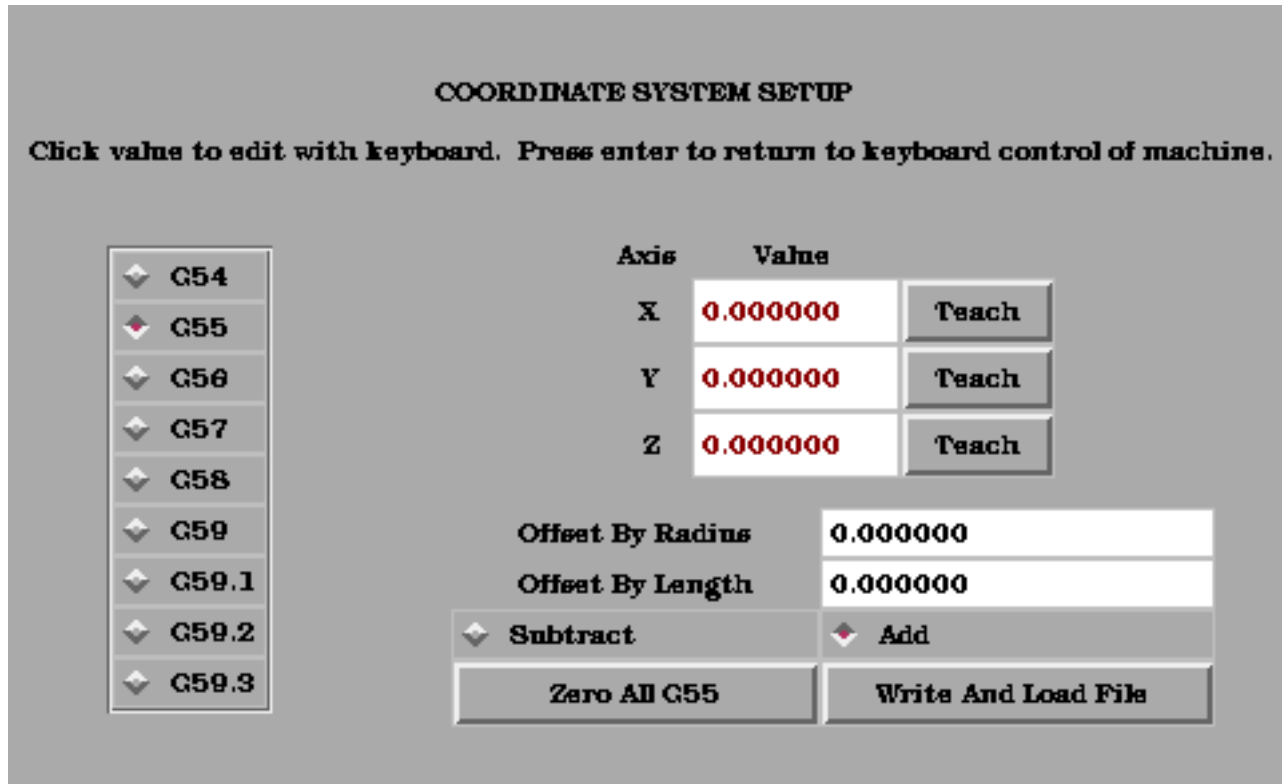 COORDINATE SYSTEM SETUP
Click value to edit with keyboard. Press enter to return to keyboard control of machine.
G54
G55
G56
G57
G58
G59
G59.1
G59.2
G59.3
Axis Value
X 0.000000 Teach
Y 0.000000 Teach
Z 0.000000 Teach
Offset By Radius 0.000000
Offset By Length 0.000000
Subtract Add
Zero All G55 Write And Load File